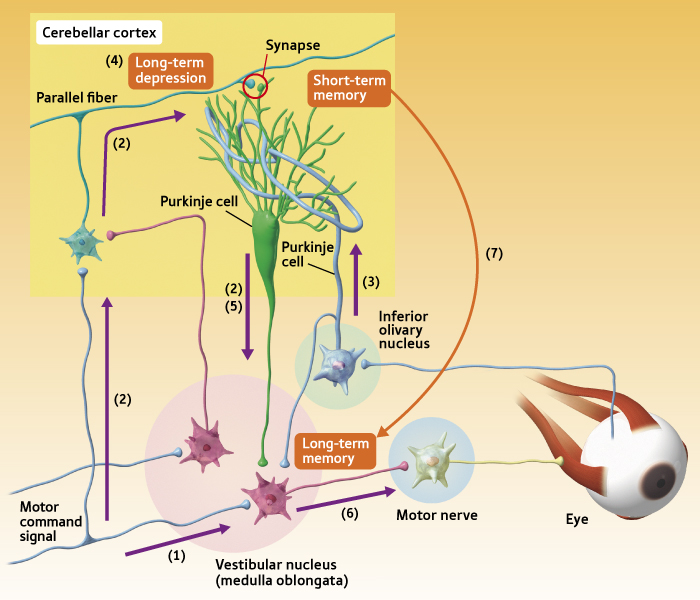 Cerebellar cortex
Synapse
(4)
Long-term
depression
Short-term
memory
Parallel fiber
(2)
Purkinje cell
Purkinje
cell
(7)
(3)
(2)
(5)
Inferior
olivary
nucleus
(2)
Long-term
memory
Motor
command
signal
(6)
Motor nerve
Eye
(1)
Vestibular nucleus
(medulla oblongata)